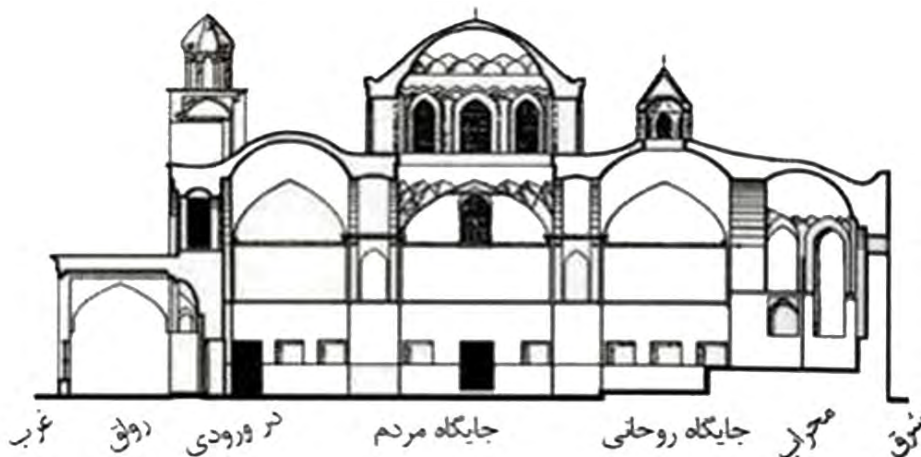 شرق محراب جایگاه روحانی جایگاه مردم در ورودی رواق غرب